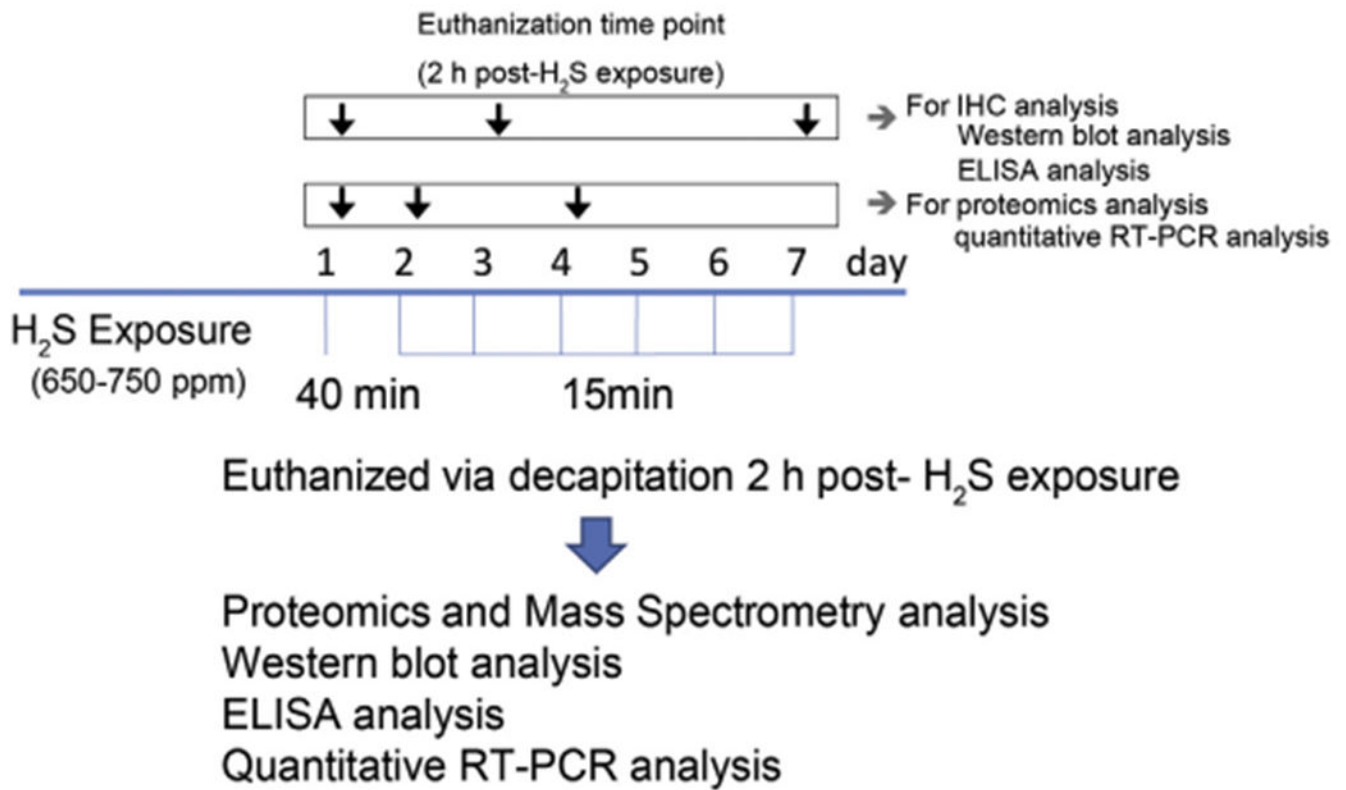 Euthanization time point
(2 h post-H₂S exposure)
For IHC analysis
Western blot analysis
ELISA analysis
For proteomics analysis
quantitative RT-PCR analysis
1 2 3 4 5 6 7 day
H₂S Exposure
(650-750 ppm)
40 min 15min
Euthanized via decapitation 2 h post- H₂S exposure
Proteomics and Mass Spectrometry analysis
Western blot analysis
ELISA analysis
Quantitative RT-PCR analysis